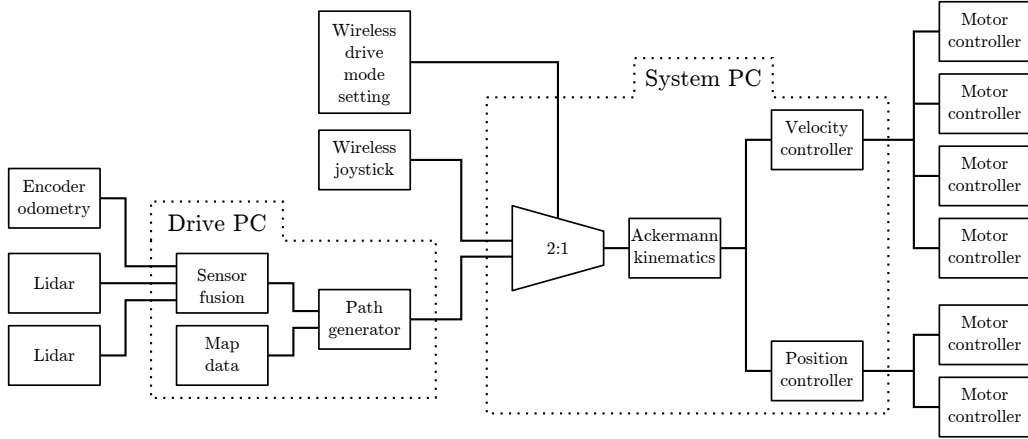 Wireless
drive
mode
setting
Wireless
joystick
Encoder
odometry
Lidar
Lidar
Drive PC
Sensor
fusion
Map
data
Path
generator
System PC
2:1
Ackermann
kinematics
Velocity
controller
Position
controller
Motor
controller
Motor
controller
Motor
controller
Motor
controller
Motor
controller
Motor
controller